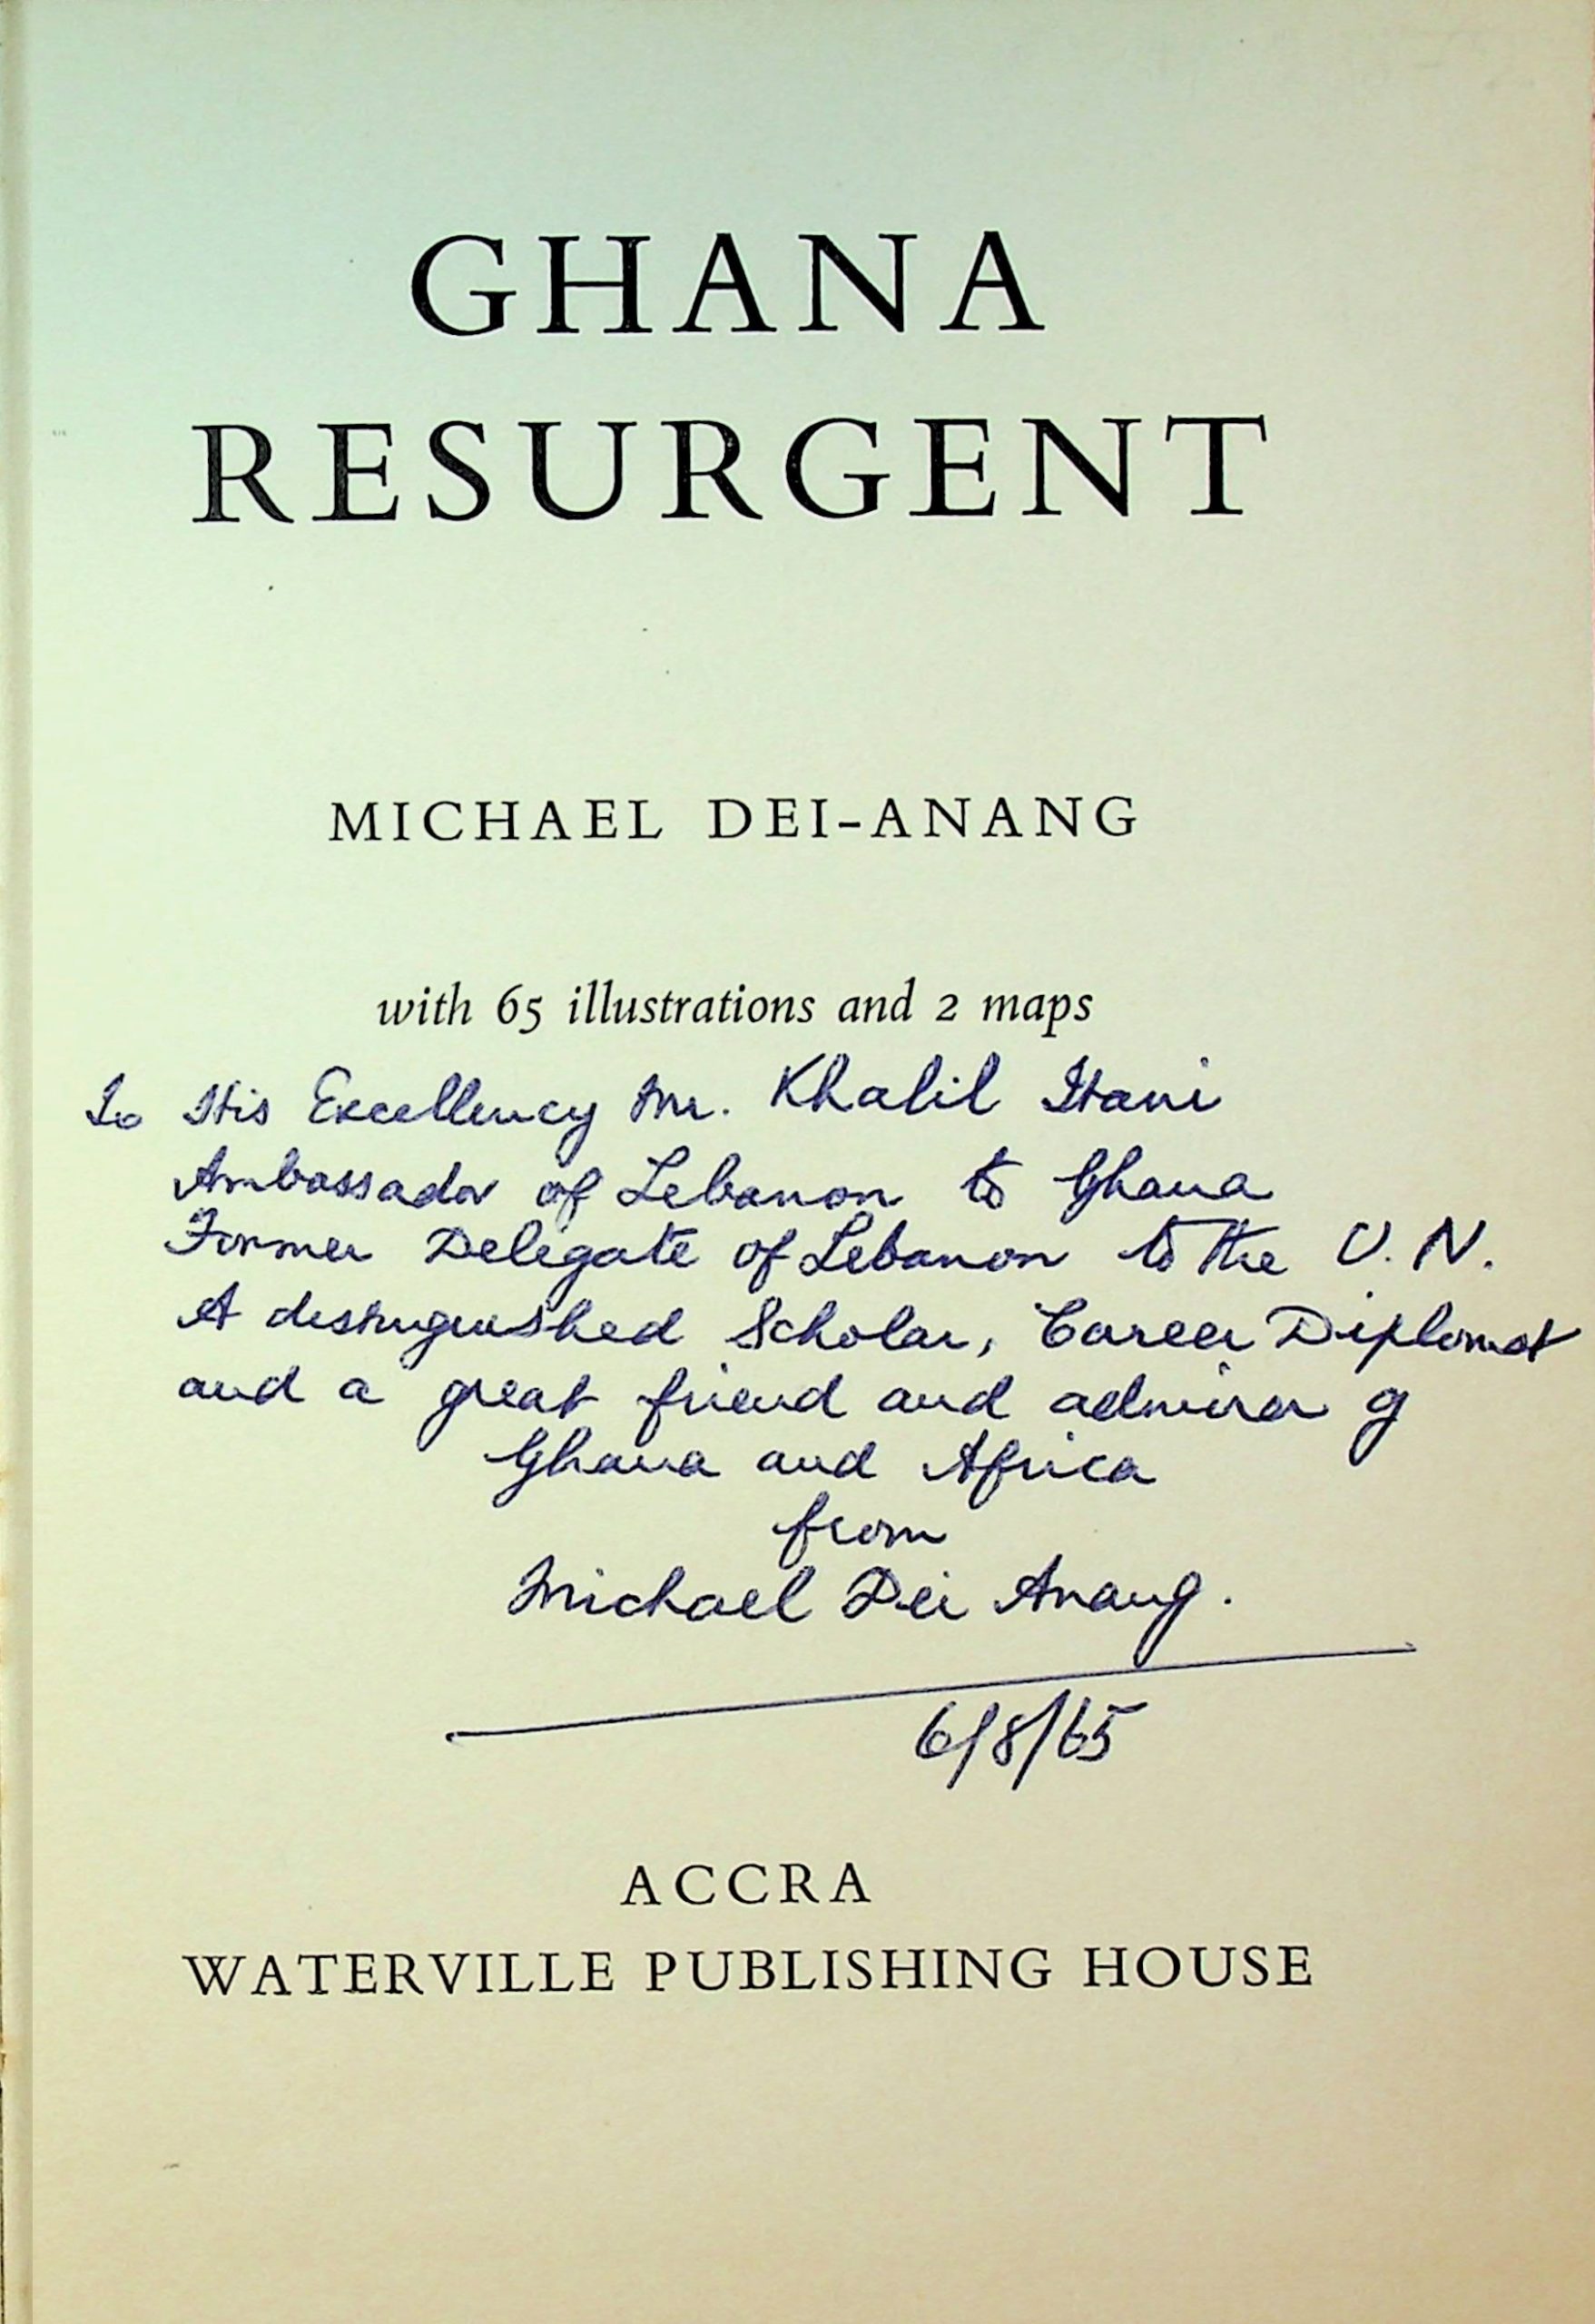 GHANA
RESURGENT
MICHAEL DEI-ANANG
with 65 illustrations and 2 maps
To His Excellency Mr. Khalil Itani
Ambassador of Lebanon to Ghana
Former Delegate of Lebanon to the U.N.
A distinguished Scholar, Career Diplomat
and a great friend and admirer of
Ghana and Africa
from
Michael Dei Anang.
6/8/65
ACCRA
WATERVILLE PUBLISHING HOUSE